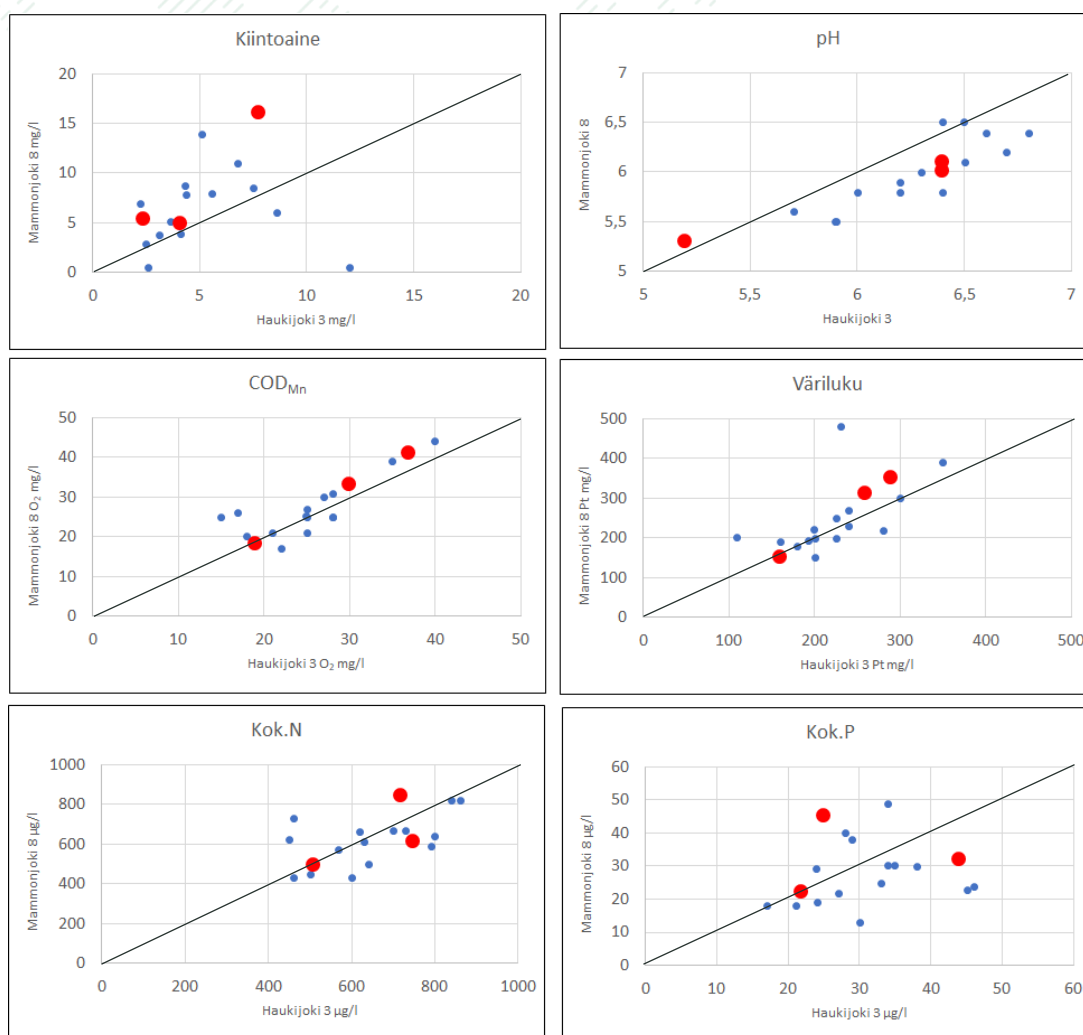 Kiintoaine
Mammonjoki 8 mg/l
20
15
10
5
0
0 5 10 15 20
Haukijoki 3 mg/l
pH
Mammonjoki 8
7
6,5
6
5,5
5
5 5,5 6 6,5 7
Haukijoki 3
COD₍Mn₎
Mammonjoki 8 O₂ mg/l
50
40
30
20
10
0
0 10 20 30 40 50
Haukijoki 3 O₂ mg/l
Väriluku
Mammonjoki 8 Pt mg/l
500
400
300
200
100
0
0 100 200 300 400 500
Haukijoki 3 Pt mg/l
Kok.N
Mammonjoki 8 µg/l
1000
800
600
400
200
0
0 200 400 600 800 1000
Haukijoki 3 µg/l
Kok.P
Mammonjoki 8 µg/l
60
50
40
30
20
10
0
0 10 20 30 40 50 60
Haukijoki 3 µg/l